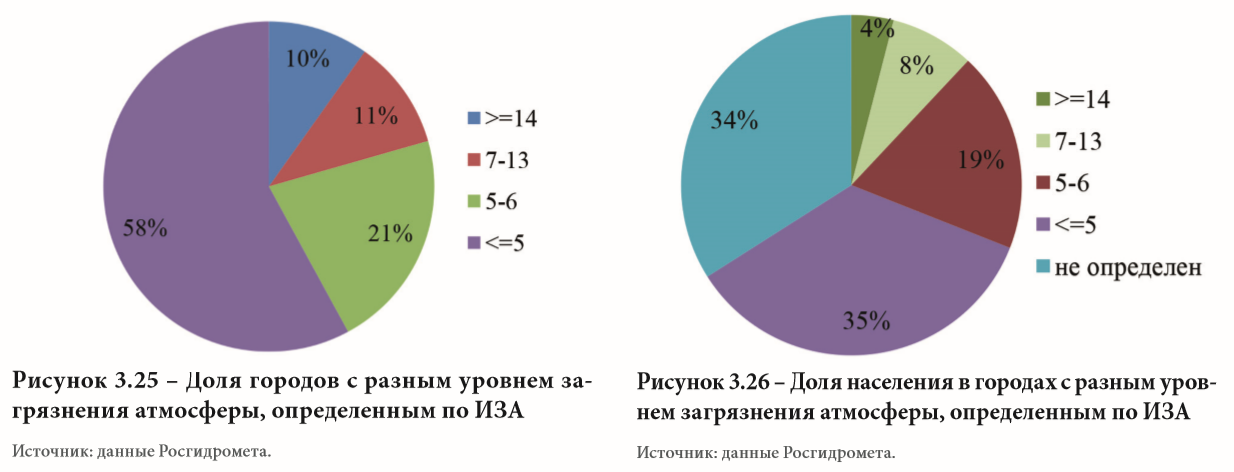 10%
11%
21%
58%
>=14
7-13
5-6
<=5
Рисунок 3.25 – Доля городов с разным уровнем за-
грязнения атмосферы, определенным по ИЗА
Источник: данные Росгидромета.
4%
8%
19%
35%
34%
>=14
7-13
5-6
<=5
не определен
Рисунок 3.26 – Доля населения в городах с разным уров-
нем загрязнения атмосферы, определенным по ИЗА
Источник: данные Росгидромета.